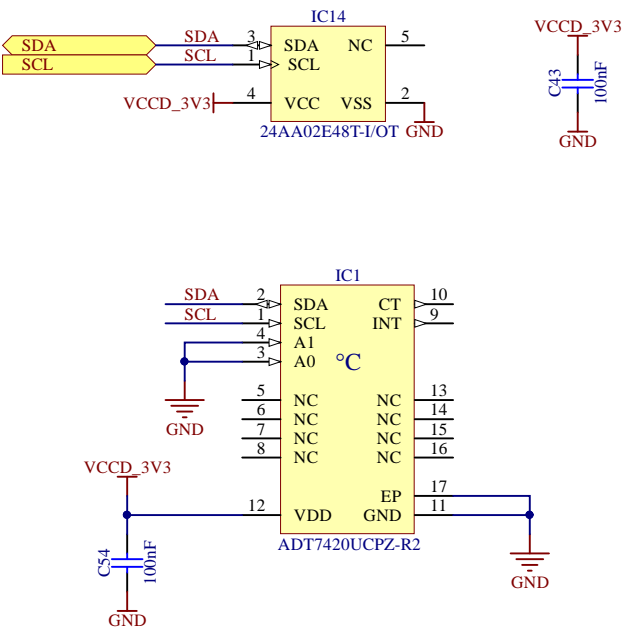 IC14
VCCD_3V3
SDA SDA 3 SDA NC 5
SCL SCL 1 SCL
C43 100nF
VCCD_3V3 4 VCC VSS 2
24AA02E48T-I/OT GND
GND
IC1
SDA 2 SDA CT 10
SCL 1 SCL INT 9
4 A1
3 A0
°C
5 NC NC 13
6 NC NC 14
GND
7 NC NC 15
8 NC NC 16
VCCD_3V3
EP 17
12 VDD GND 11
ADT7420UCPZ-R2
C54 100nF
GND
GND